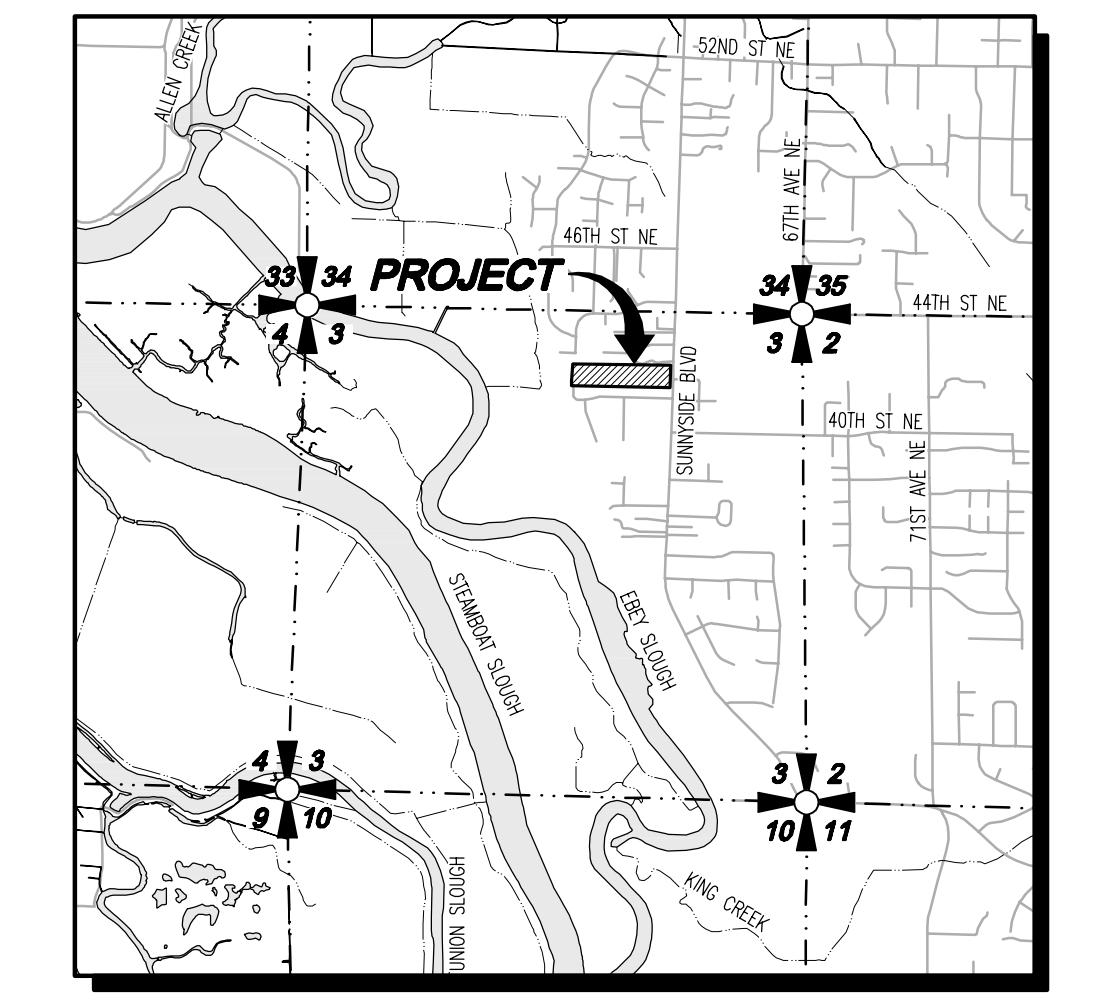 52ND ST NE
ALLEN CREEK
67TH AVE NE
46TH ST NE
33 34
PROJECT
34 35
44TH ST NE
4 3
3 2
SUNNYSIDE BLVD
40TH ST NE
71ST AVE NE
STEAMBOAT SLOUGH
EBEY SLOUGH
4 3
3 2
9 10
10 11
UNION SLOUGH
KING CREEK